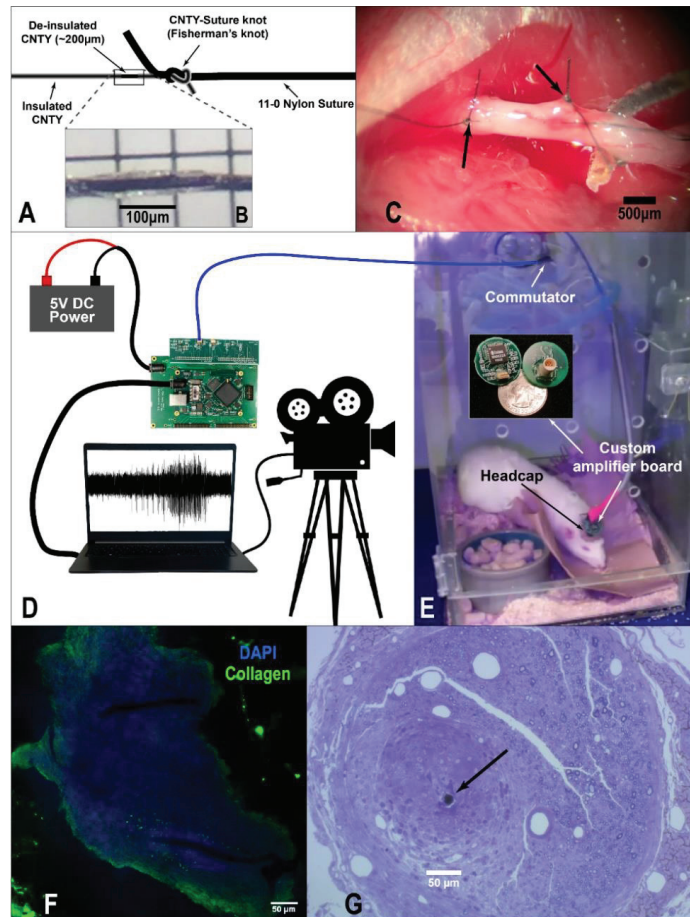 De-insulated
CNTY (~200µm)
CNTY-Suture knot
(Fisherman's knot)
Insulated
CNTY
11-0 Nylon Suture
100µm
A
B
C
500µm
5V DC
Power
Commutator
Custom
amplifier board
Headcap
D
E
DAPI
Collagen
50 µm
F
50 µm
G